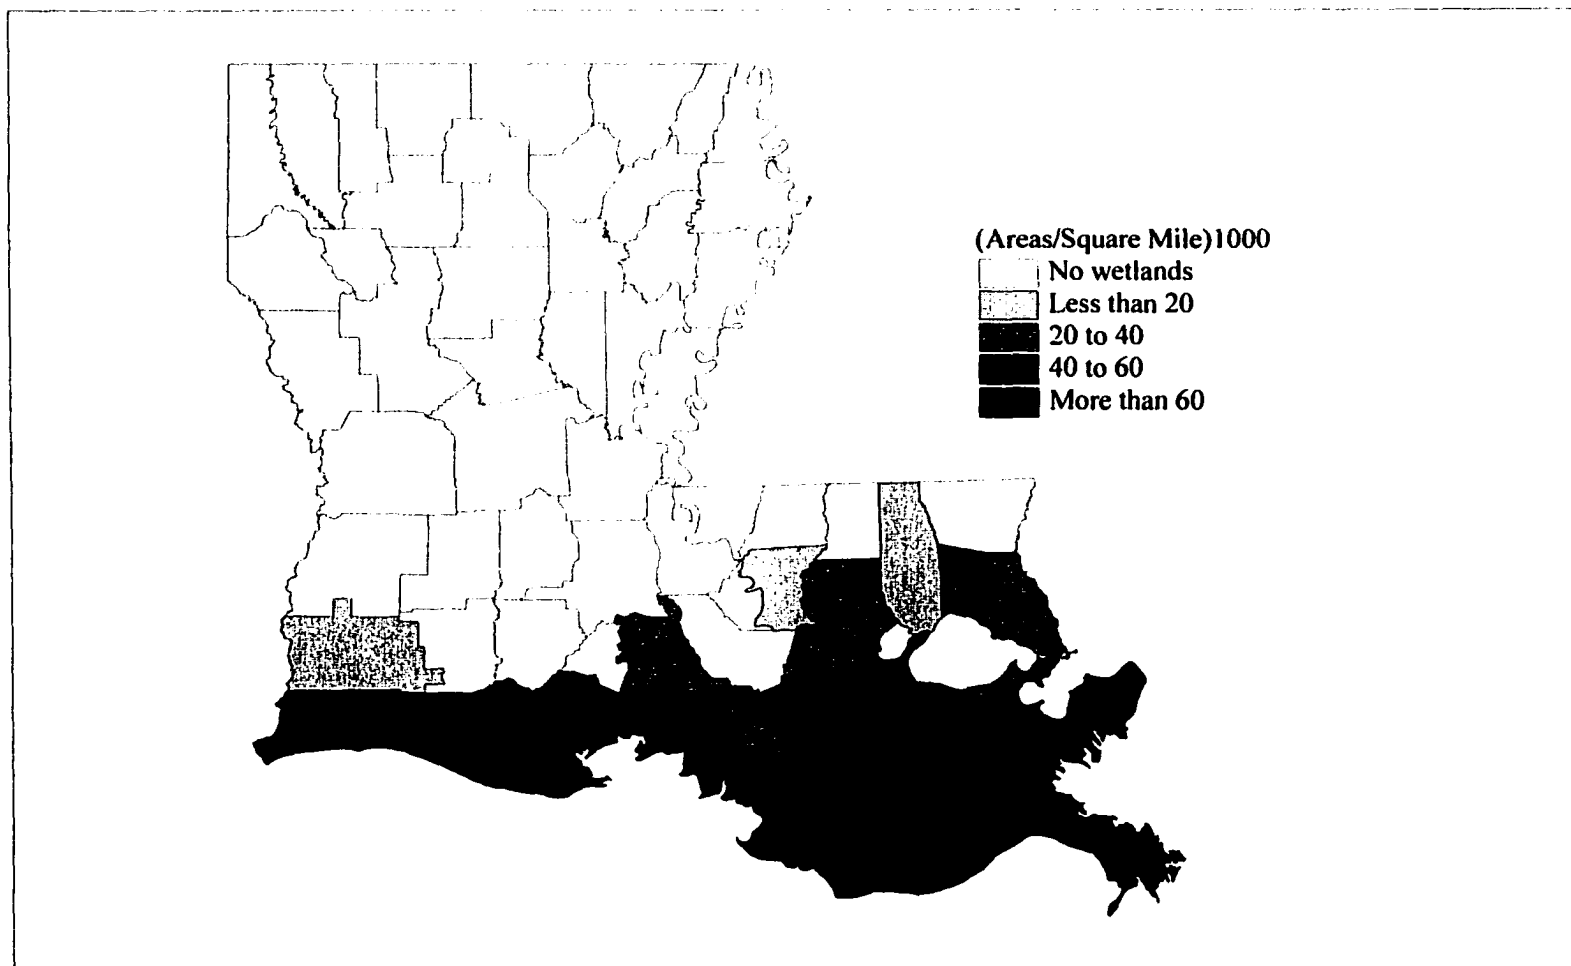 (Areas/Square Mile)1000
No wetlands
Less than 20
20 to 40
40 to 60
More than 60